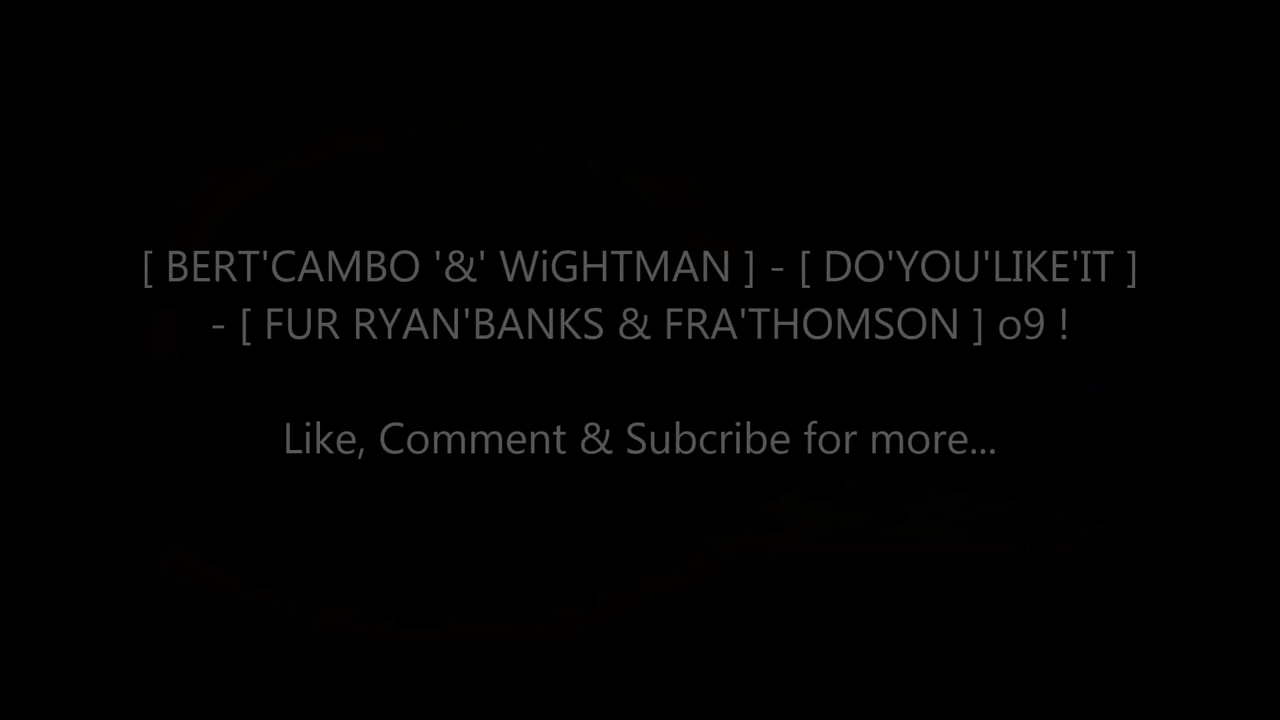 [ BERT'CAMBO '&' WiGHTMAN ] - [ DO'YOU'LIKE'IT ]
- [ FUR RYAN'BANKS & FRA'THOMSON ] o9 !
Like, Comment & Subcribe for more...